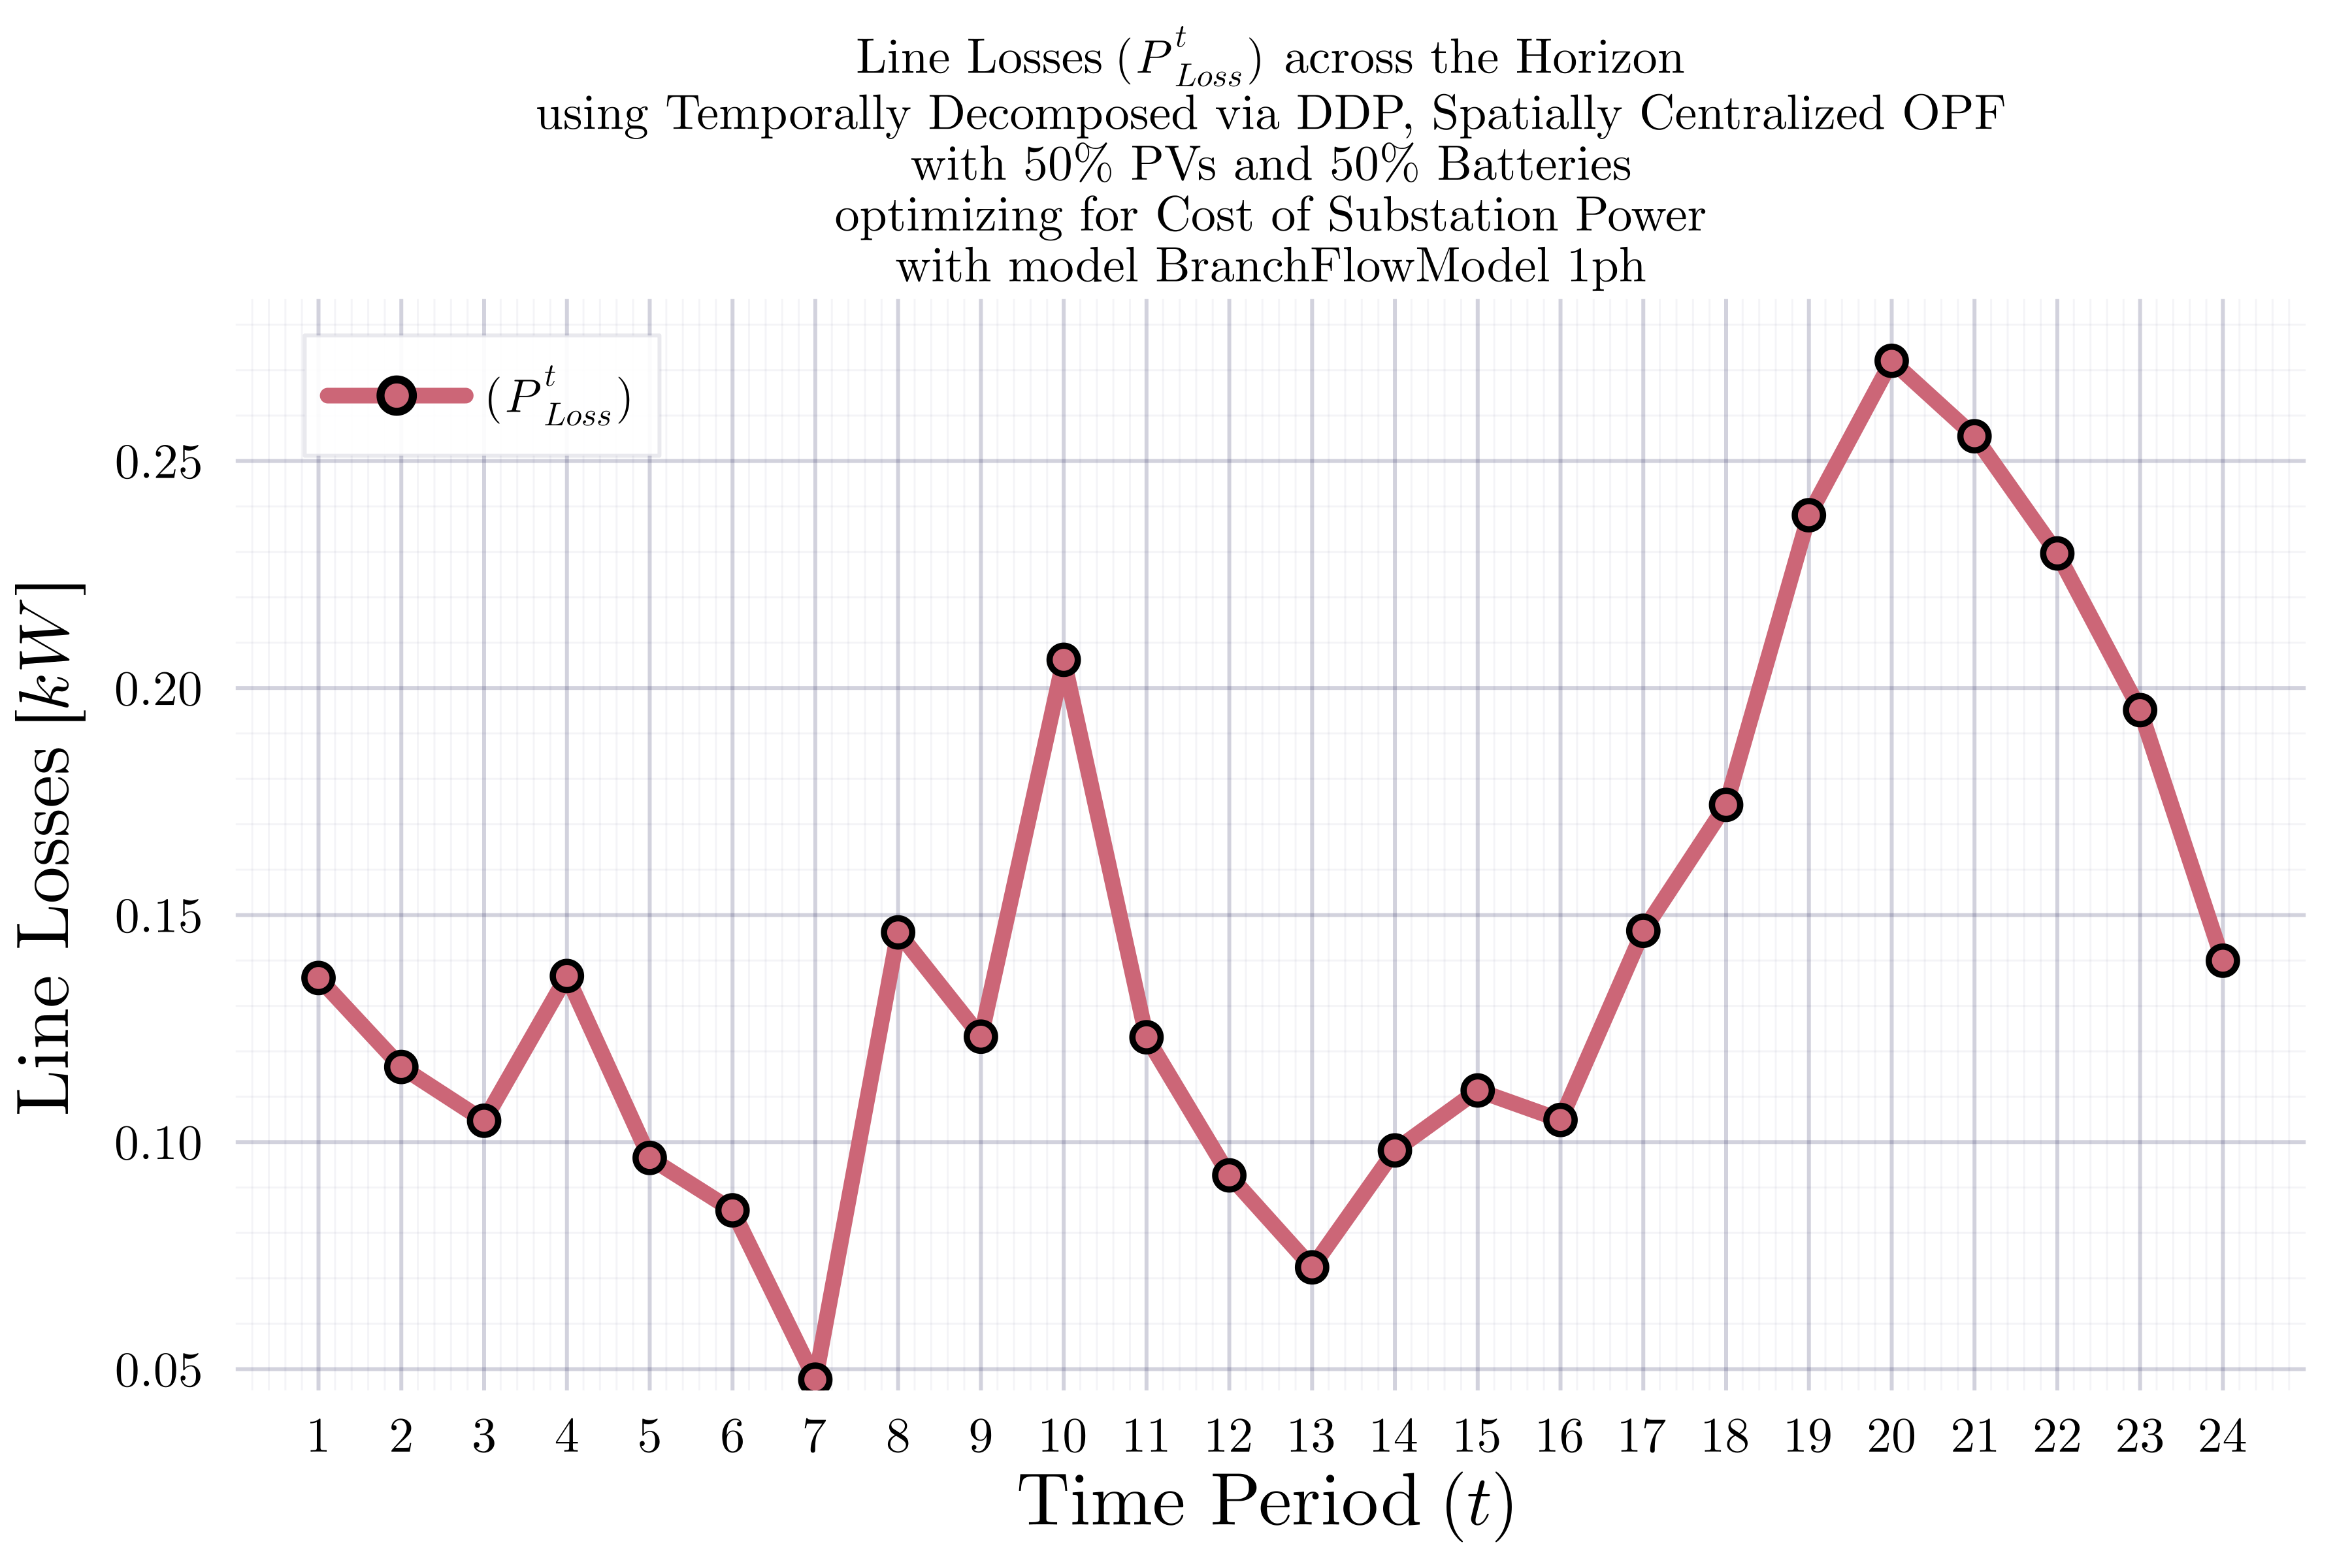 Line Losses (P^t_Loss) across the Horizon
using Temporally Decomposed via DDP, Spatially Centralized OPF
with 50% PVs and 50% Batteries
optimizing for Cost of Substation Power
with model BranchFlowModel 1ph
(P^t_Loss)
Line Losses [kW]
0.25
0.20
0.15
0.10
0.05
1 2 3 4 5 6 7 8 9 10 11 12 13 14 15 16 17 18 19 20 21 22 23 24
Time Period (t)